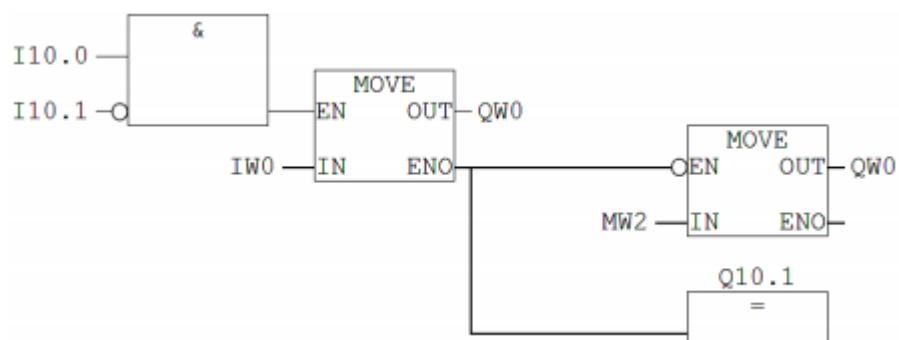 &
I10.0
I10.1
MOVE
EN OUT QW0
IW0 IN ENO
MOVE
EN OUT QW0
MW2 IN ENO
Q10.1
=